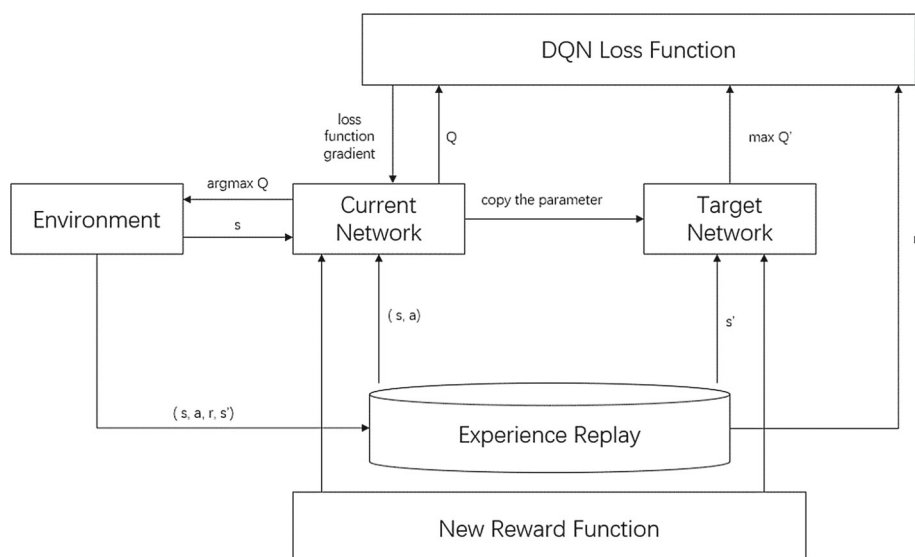 DQN Loss Function
loss
function
gradient
Q
max Q'
argmax Q
Environment
s
Current
Network
copy the parameter
Target
Network
( s, a)
s'
( s, a, r, s')
Experience Replay
New Reward Function